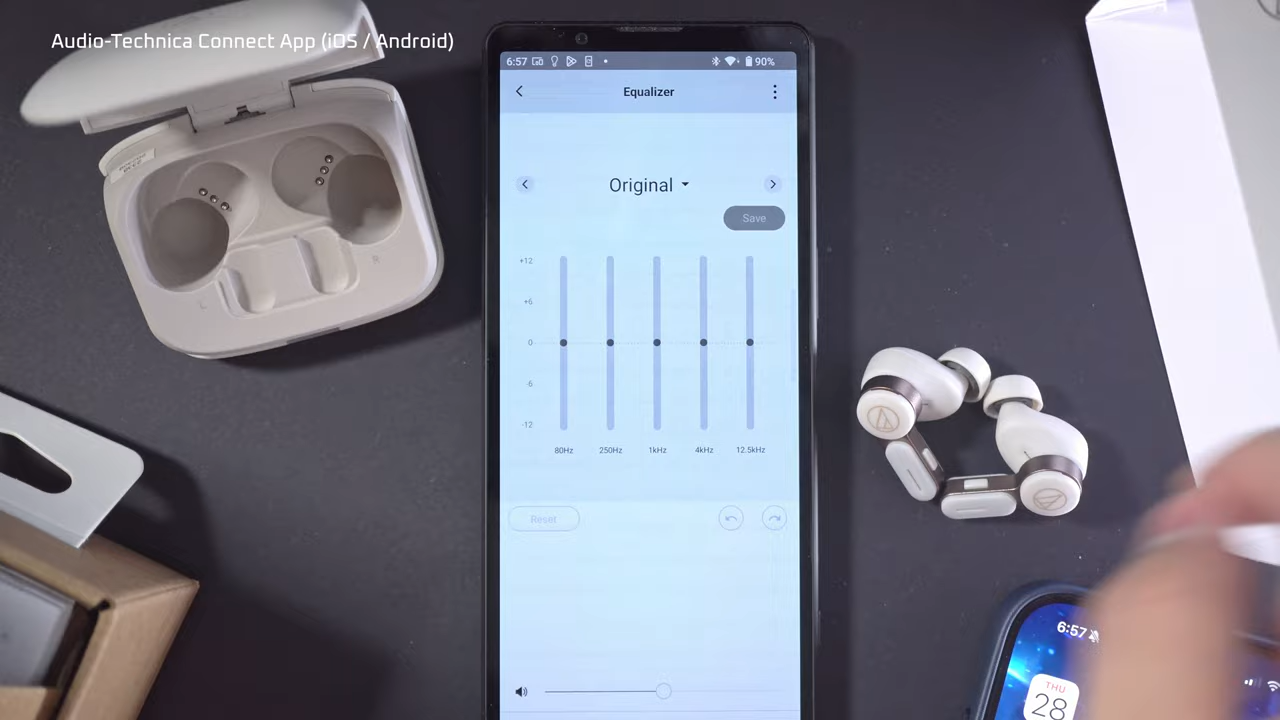 Audio-Technica Connect App (iOS / Android)
6:57
90%
Equalizer
Original
Save
+12
+6
0
-6
-12
80Hz
250Hz
1kHz
4kHz
12.5kHz
Reset
L
R
6:57
THU
28